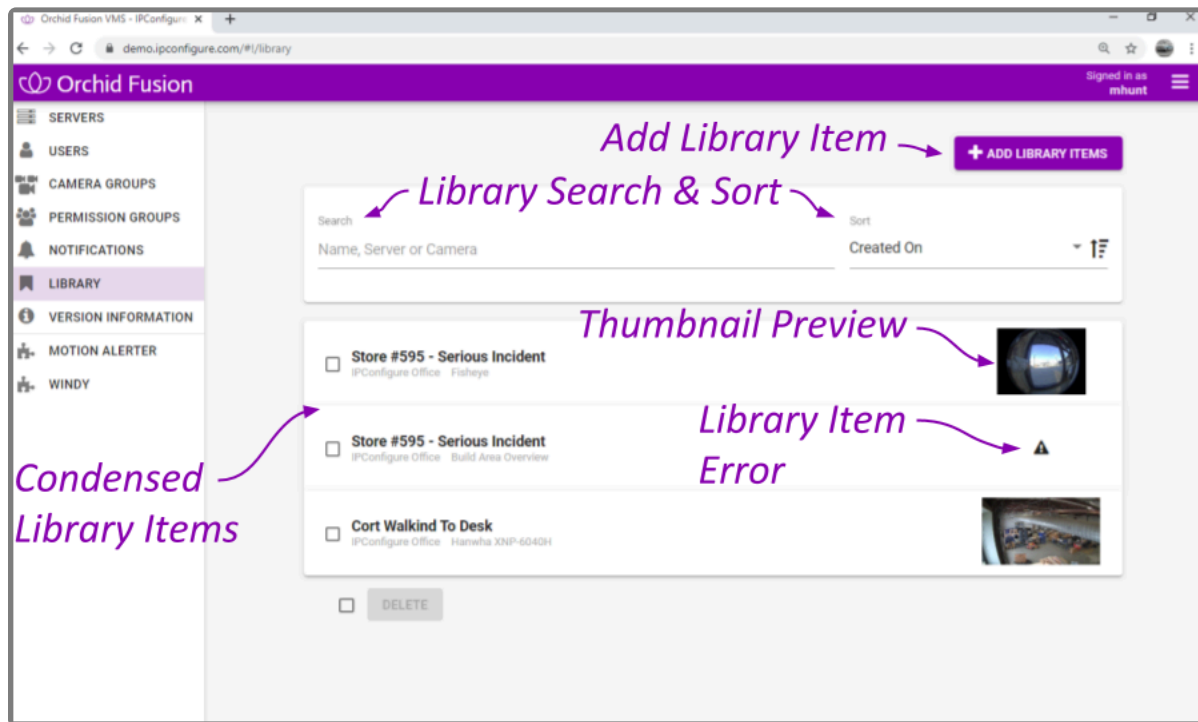 Orchid Fusion VMS - IPConfigure
demo.ipconfigure.com/#!/library
Orchid Fusion
Signed in as
mhunt
SERVERS
USERS
CAMERA GROUPS
PERMISSION GROUPS
NOTIFICATIONS
LIBRARY
VERSION INFORMATION
MOTION ALERTER
WINDY
Add Library Item
ADD LIBRARY ITEMS
Library Search & Sort
Search
Name, Server or Camera
Sort
Created On
Thumbnail Preview
Store #595 - Serious Incident
IPConfigure Office Fisheye
Library Item
Error
Store #595 - Serious Incident
IPConfigure Office Build Area Overview
Condensed
Library Items
Cort Walkind To Desk
IPConfigure Office Hanwha XNP-6040H
DELETE